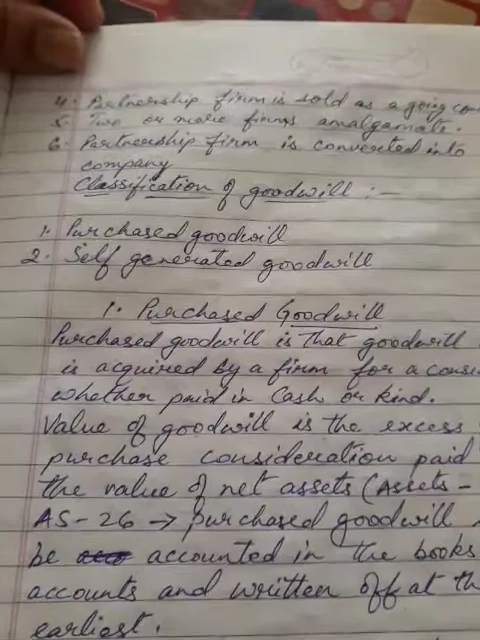 4. Partnership firm is sold as a going con
5. Two or more firms amalgamate.
6. Partnership firm is converted into
company
Classification of goodwill :-
1. Purchased goodwill
2. Self generated goodwill
1. Purchased Goodwill
Purchased goodwill is that goodwill
is acquired by a firm for a consi
whether paid in Cash or kind.
Value of goodwill is the excess
purchase consideration paid
the value of net assets (Assets -
AS-26 → purchased goodwill
be accounted in the books
accounts and written off at th
earliest.